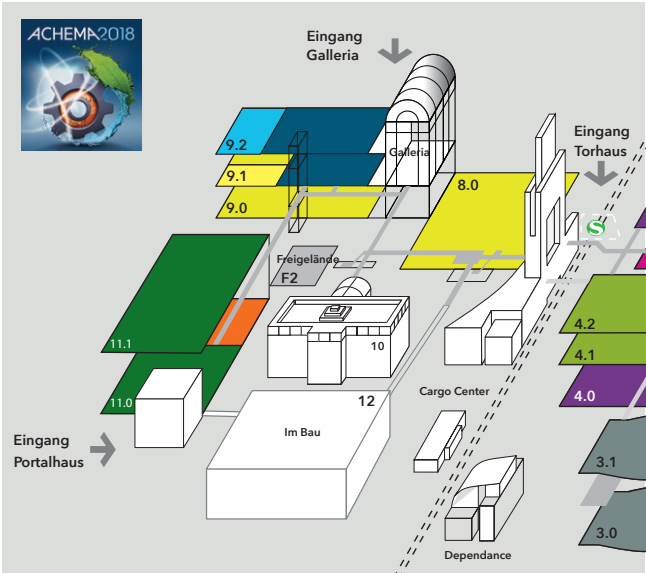 ACHEMA2018
Eingang
Galleria
Eingang
Torhaus
9.2
Galleria
9.1
8.0
9.0
S
Freigelände
F2
11.1
10
4.2
4.1
4.0
11.0
12
Cargo Center
Im Bau
Eingang
Portalhaus
3.1
3.0
Dependance